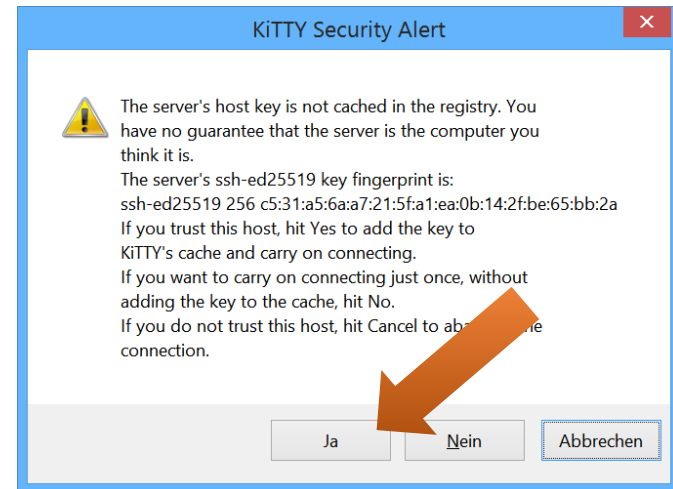 KiTTY Security Alert
The server's host key is not cached in the registry. You
have no guarantee that the server is the computer you
think it is.
The server's ssh-ed25519 key fingerprint is:
ssh-ed25519 256 c5:31:a5:6a:a7:21:5f:a1:ea:0b:14:2f:be:65:bb:2a
If you trust this host, hit Yes to add the key to
KiTTY's cache and carry on connecting.
If you want to carry on connecting just once, without
adding the key to the cache, hit No.
If you do not trust this host, hit Cancel to
connection.
Ja
Nein
Abbrechen